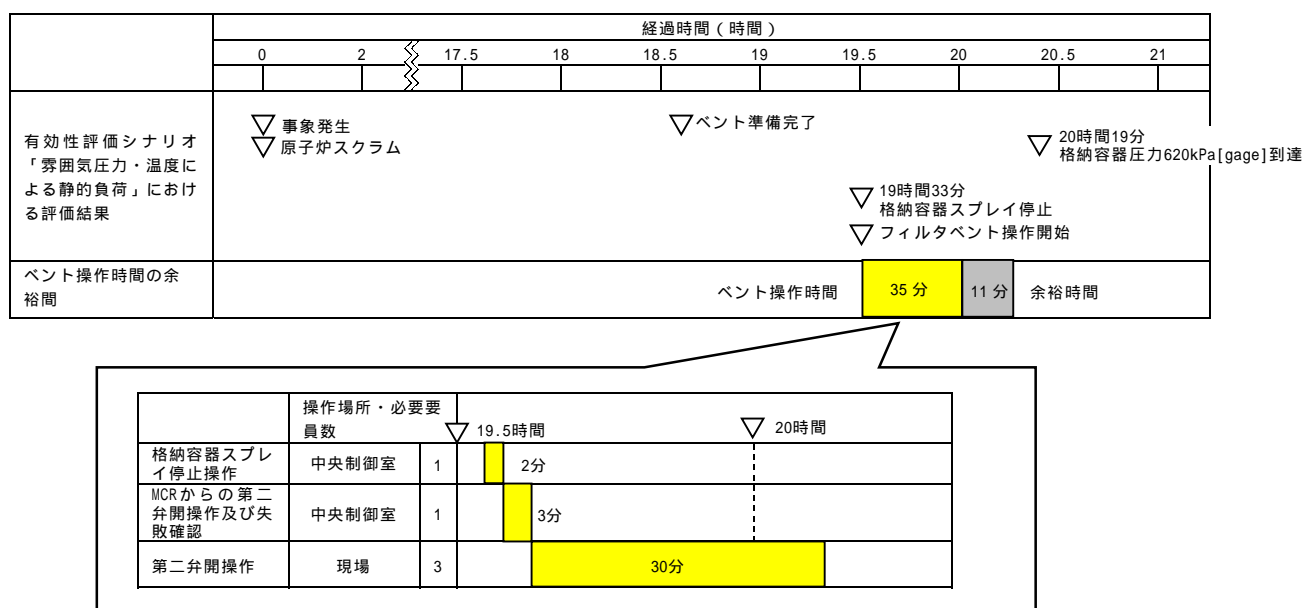 経過時間(時間)
0 2 17.5 18 18.5 19 19.5 20 20.5 21
有効性評価シナリオ
「雰囲気圧力・温度に
よる静的負荷」におけ
る評価結果
事象発生
原子炉スクラム
ベント準備完了
20時間19分
格納容器圧力620kPa[gage]到達
19時間33分
格納容器スプレイ停止
フィルタベント操作開始
ベント操作時間の余
裕間
ベント操作時間 35 分 11 分 余裕時間
操作場所・必要要
員数
19.5時間 20時間
格納容器スプレ
イ停止操作
中央制御室 1 2分
MCRからの第二
弁開操作及び失
敗確認
中央制御室 1 3分
第二弁開操作 現場 3 30分